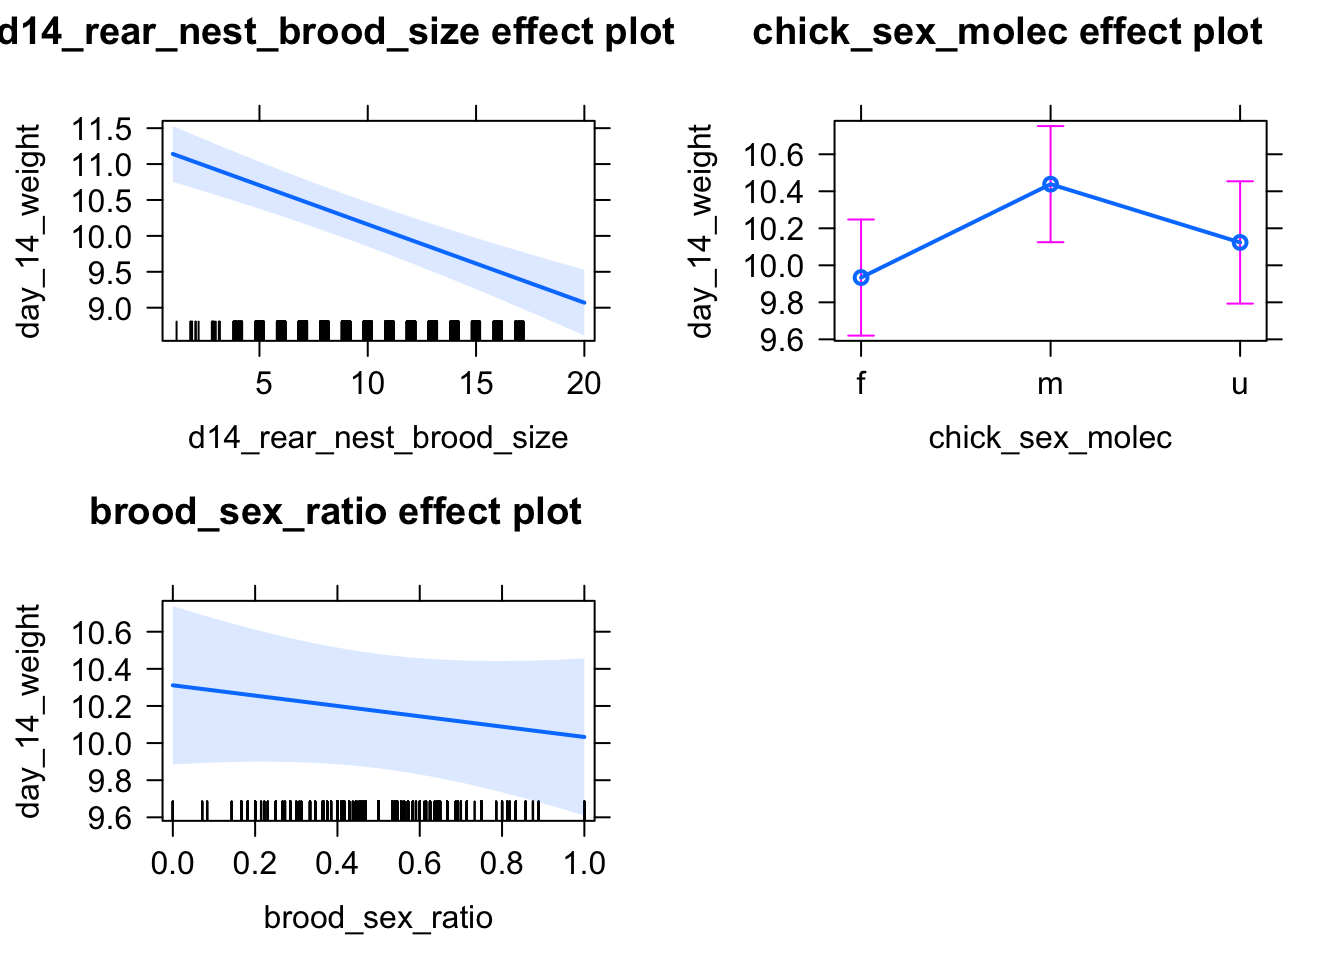 d14_rear_nest_brood_size effect plot
day_14_weight
11.5
11.0
10.5
10.0
9.5
9.0
5 10 15 20
d14_rear_nest_brood_size
chick_sex_molec effect plot
day_14_weight
10.6
10.4
10.2
10.0
9.8
9.6
f m u
chick_sex_molec
brood_sex_ratio effect plot
day_14_weight
10.6
10.4
10.2
10.0
9.8
9.6
0.0 0.2 0.4 0.6 0.8 1.0
brood_sex_ratio